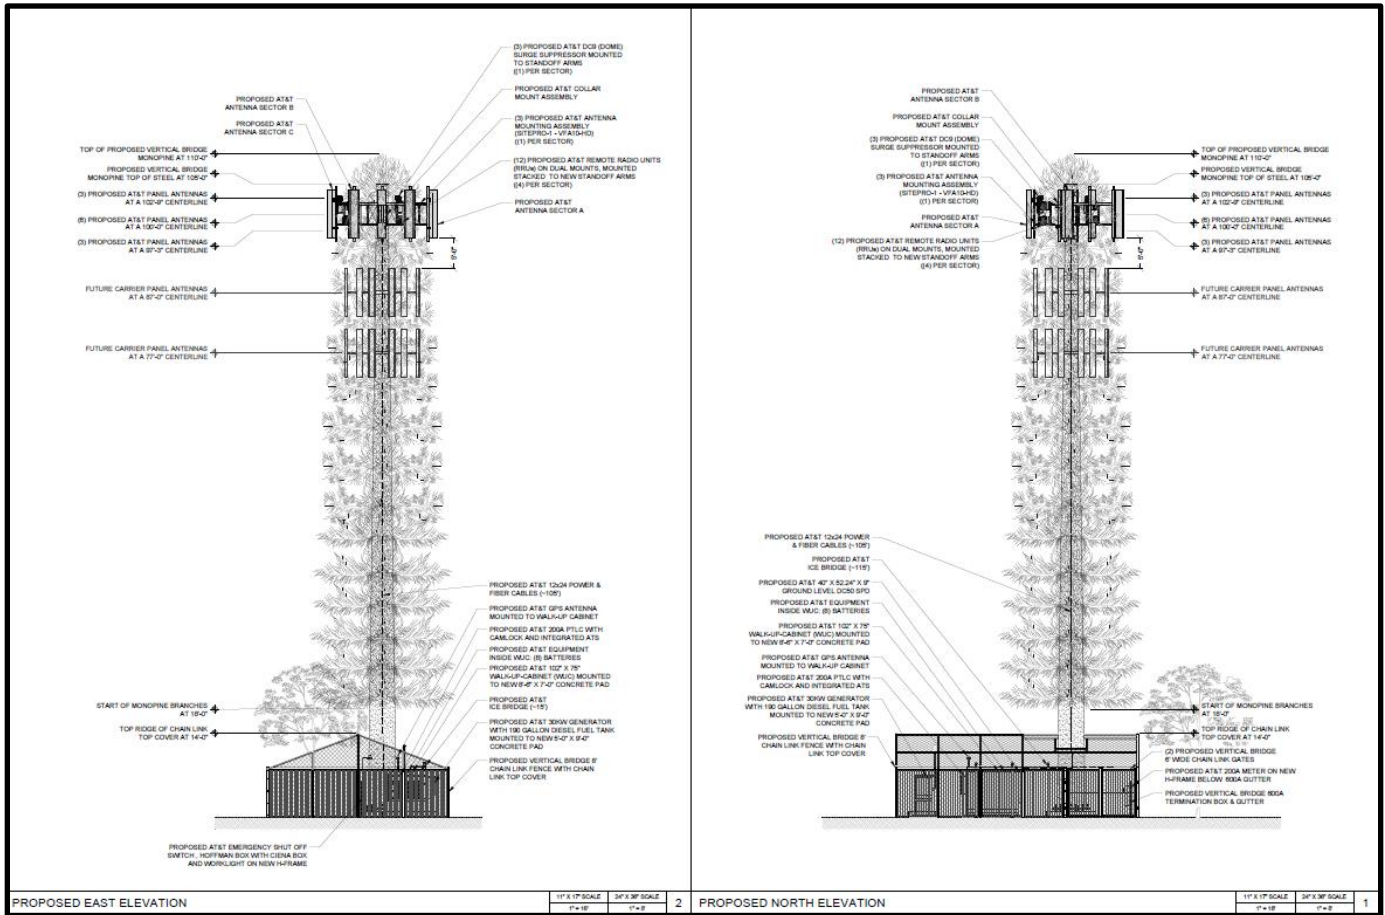 (3) PROPOSED AT&T DC9 (DOME)
SURGE SUPPRESSOR MOUNTED
TO STANDOFF ARMS
((1) PER SECTOR)
PROPOSED AT&T COLLAR
MOUNT ASSEMBLY
(3) PROPOSED AT&T ANTENNA
MOUNTING ASSEMBLY
(SITEPRO-1 - VFA10-HD)
((1) PER SECTOR)
(12) PROPOSED AT&T REMOTE RADIO UNITS
(RRUs) ON DUAL MOUNTS, MOUNTED
STACKED TO NEW STANDOFF ARMS
((4) PER SECTOR)
PROPOSED AT&T
ANTENNA SECTOR A
PROPOSED AT&T
ANTENNA SECTOR B
PROPOSED AT&T
ANTENNA SECTOR C
TOP OF PROPOSED VERTICAL BRIDGE
MONOPINE AT 110'-0"
PROPOSED VERTICAL BRIDGE
MONOPINE TOP OF STEEL AT 105'-0"
(3) PROPOSED AT&T PANEL ANTENNAS
AT A 102'-9" CENTERLINE
(6) PROPOSED AT&T PANEL ANTENNAS
AT A 100'-0" CENTERLINE
(3) PROPOSED AT&T PANEL ANTENNAS
AT A 97'-3" CENTERLINE
FUTURE CARRIER PANEL ANTENNAS
AT A 87'-0" CENTERLINE
FUTURE CARRIER PANEL ANTENNAS
AT A 77'-0" CENTERLINE
PROPOSED AT&T 12x24 POWER &
FIBER CABLES (~105')
PROPOSED AT&T GPS ANTENNA
MOUNTED TO WALK-UP CABINET
PROPOSED AT&T 200A PTLC WITH
CAMLOCK AND INTEGRATED ATS
PROPOSED AT&T EQUIPMENT
INSIDE WUC: (8) BATTERIES
PROPOSED AT&T 102" X 75"
WALK-UP-CABINET (WUC) MOUNTED
TO NEW 8'-6" X 7'-0" CONCRETE PAD
PROPOSED AT&T
ICE BRIDGE (~15')
PROPOSED AT&T 30KW GENERATOR
WITH 190 GALLON DIESEL FUEL TANK
MOUNTED TO NEW 5'-0" X 9'-0"
CONCRETE PAD
PROPOSED VERTICAL BRIDGE 8'
CHAIN LINK FENCE WITH CHAIN
LINK TOP COVER
START OF MONOPINE BRANCHES
AT 18'-0"
TOP RIDGE OF CHAIN LINK
TOP COVER AT 14'-0"
PROPOSED AT&T EMERGENCY SHUT OFF
SWITCH , HOFFMAN BOX WITH CIENA BOX
AND WORKLIGHT ON NEW H-FRAME
PROPOSED EAST ELEVATION
11" X 17" SCALE
1" = 16'
24" X 36" SCALE
1" = 8'
2
PROPOSED AT&T
ANTENNA SECTOR B
PROPOSED AT&T COLLAR
MOUNT ASSEMBLY
(3) PROPOSED AT&T DC9 (DOME)
SURGE SUPPRESSOR MOUNTED
TO STANDOFF ARMS
((1) PER SECTOR)
(3) PROPOSED AT&T ANTENNA
MOUNTING ASSEMBLY
(SITEPRO-1 - VFA10-HD)
((1) PER SECTOR)
PROPOSED AT&T
ANTENNA SECTOR A
(12) PROPOSED AT&T REMOTE RADIO UNITS
(RRUs) ON DUAL MOUNTS, MOUNTED
STACKED TO NEW STANDOFF ARMS
((4) PER SECTOR)
TOP OF PROPOSED VERTICAL BRIDGE
MONOPINE AT 110'-0"
PROPOSED VERTICAL BRIDGE
MONOPINE TOP OF STEEL AT 105'-0"
(3) PROPOSED AT&T PANEL ANTENNAS
AT A 102'-9" CENTERLINE
(6) PROPOSED AT&T PANEL ANTENNAS
AT A 100'-0" CENTERLINE
(3) PROPOSED AT&T PANEL ANTENNAS
AT A 97'-3" CENTERLINE
FUTURE CARRIER PANEL ANTENNAS
AT A 87'-0" CENTERLINE
FUTURE CARRIER PANEL ANTENNAS
AT A 77'-0" CENTERLINE
PROPOSED AT&T 12x24 POWER
& FIBER CABLES (~105')
PROPOSED AT&T
ICE BRIDGE (~115')
PROPOSED AT&T 40" X 52.24" X 9"
GROUND LEVEL DC50 SPD
PROPOSED AT&T EQUIPMENT
INSIDE WUC: (8) BATTERIES
PROPOSED AT&T 102" X 75"
WALK-UP-CABINET (WUC) MOUNTED
TO NEW 8'-6" X 7'-0" CONCRETE PAD
PROPOSED AT&T GPS ANTENNA
MOUNTED TO WALK-UP CABINET
PROPOSED AT&T 200A PTLC WITH
CAMLOCK AND INTEGRATED ATS
PROPOSED AT&T 30KW GENERATOR
WITH 190 GALLON DIESEL FUEL TANK
MOUNTED TO NEW 5'-0" X 9'-0"
CONCRETE PAD
PROPOSED VERTICAL BRIDGE 8'
CHAIN LINK FENCE WITH CHAIN
LINK TOP COVER
START OF MONOPINE BRANCHES
AT 18'-0"
TOP RIDGE OF CHAIN LINK
TOP COVER AT 14'-0"
(2) PROPOSED VERTICAL BRIDGE
6' WIDE CHAIN LINK GATES
PROPOSED AT&T 200A METER ON NEW
H-FRAME BELOW 600A GUTTER
PROPOSED VERTICAL BRIDGE 600A
TERMINATION BOX & GUTTER
PROPOSED NORTH ELEVATION
11" X 17" SCALE
1" = 16'
24" X 36" SCALE
1" = 8'
1